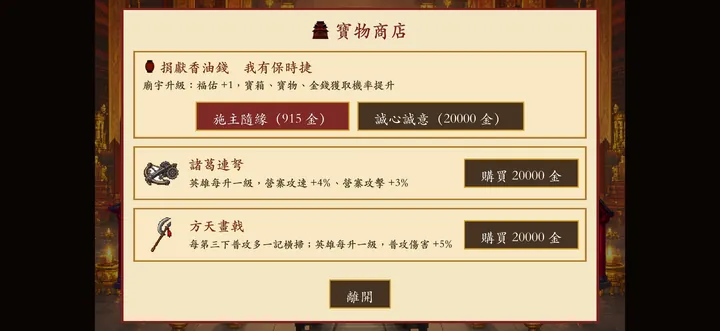 寶物商店
捐獻香油錢　我有保時捷
廟宇升級：福佑 +1，寶箱、寶物、金錢獲取機率提升
施主隨緣（915 金）
誠心誠意（20000 金）
諸葛連弩
英雄每升一級，營寨攻速 +4%、營寨攻擊 +3%
購買 20000 金
方天畫戟
每第三下普攻多一記橫掃；英雄每升一級，普攻傷害 +5%
購買 20000 金
離開